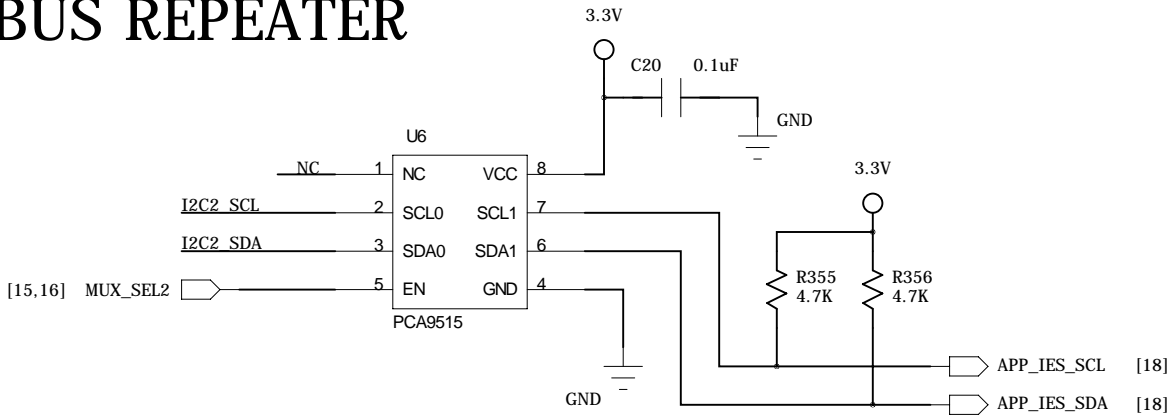 BUS REPEATER
3.3V
C20 0.1uF
GND
U6
3.3V
NC 1 NC VCC 8
I2C2_SCL 2 SCL0 SCL1 7
I2C2_SDA 3 SDA0 SDA1 6
[15,16] MUX_SEL2 5 EN GND 4
R355 R356
4.7K 4.7K
PCA9515
GND
APP_IES_SCL [18]
APP_IES_SDA [18]